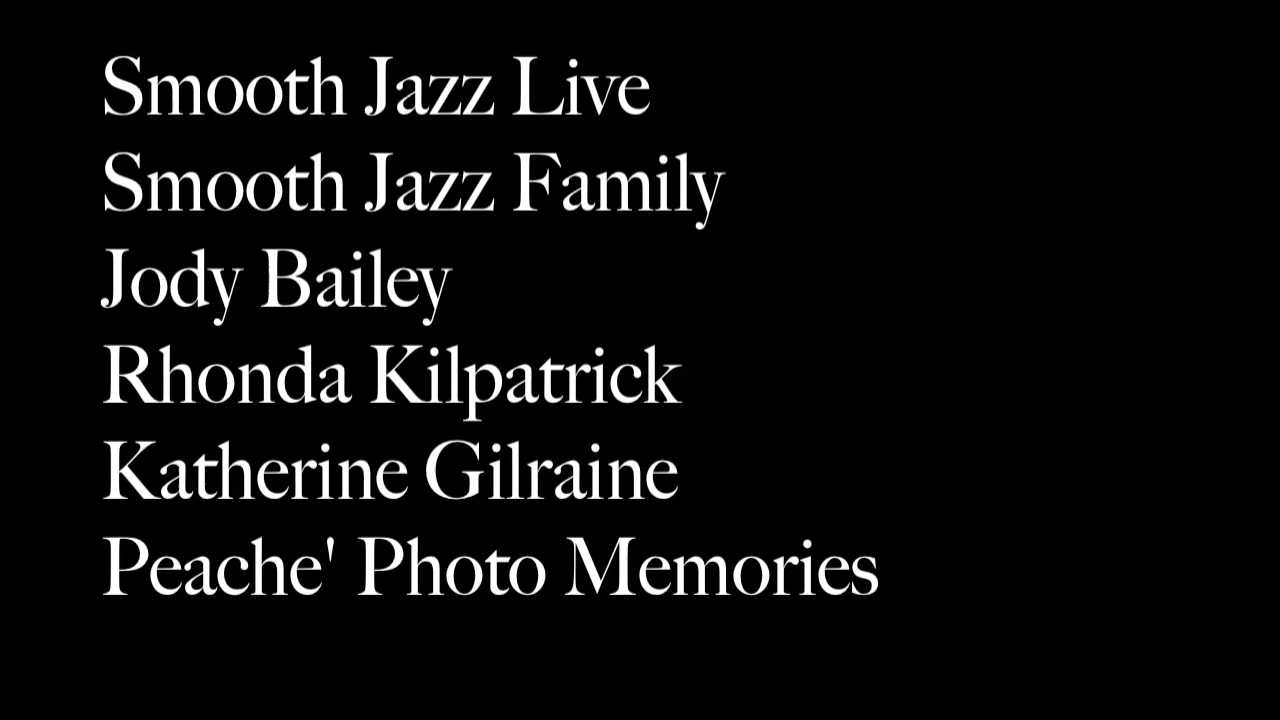 Smooth Jazz Live
Smooth Jazz Family
Jody Bailey
Rhonda Kilpatrick
Katherine Gilraine
Peache' Photo Memories